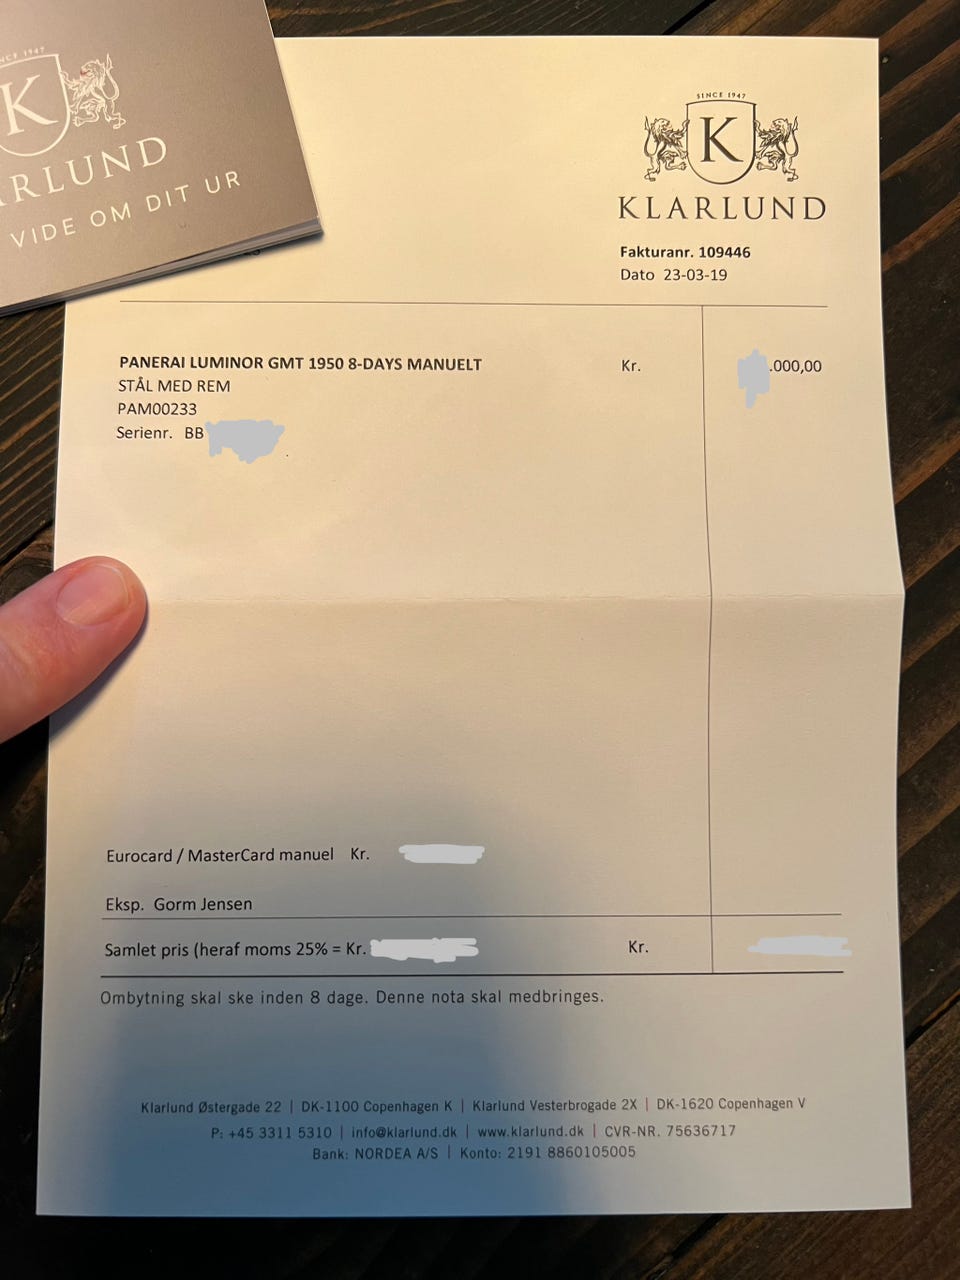 NCE 1947
K
ARLUND
VIDE OM DIT UR
SINCE 1947
K
KLARLUND
Fakturanr. 109446
Dato 23-03-19
PANERAI LUMINOR GMT 1950 8-DAYS MANUELT Kr. .000,00
STÅL MED REM
PAM00233
Serienr. BB
Eurocard / MasterCard manuel Kr.
Eksp. Gorm Jensen
Samlet pris (heraf moms 25% = Kr. Kr.
Ombytning skal ske inden 8 dage. Denne nota skal medbringes.
Klarlund Østergade 22 | DK-1100 Copenhagen K | Klarlund Vesterbrogade 2X | DK-1620 Copenhagen V
P: +45 3311 5310 | info@klarlund.dk | www.klarlund.dk | CVR-NR. 75636717
Bank: NORDEA A/S | Konto: 2191 8860105005